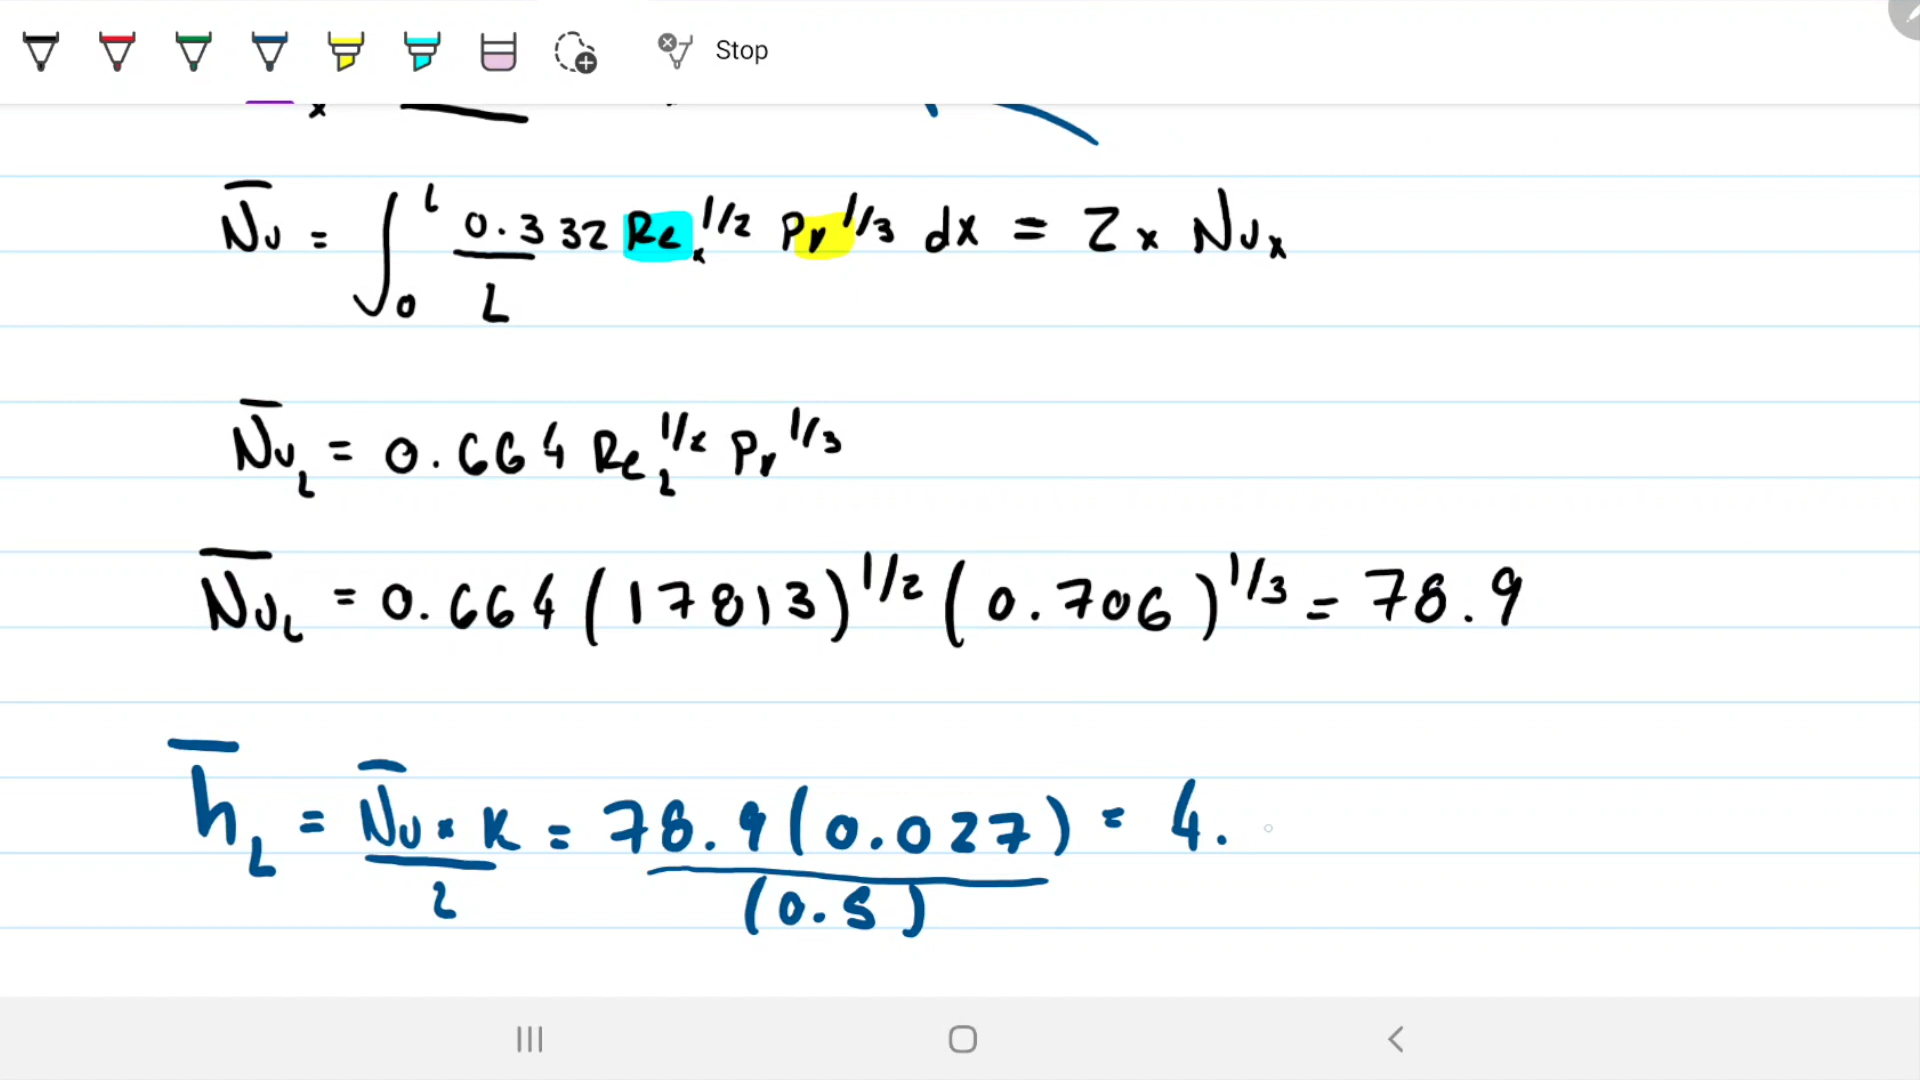 Stop
x
N̅u = ∫₀ᴸ 0.332/L Reₓ^1/2 Pr^1/3 dx = 2 x Nuₓ
N̅u_L = 0.664 Re_L^1/2 Pr^1/3
N̅u_L = 0.664 (17813)^1/2 (0.706)^1/3 = 78.9
h̅_L = N̅u · K / L = 78.9 (0.027) / (0.5) = 4.